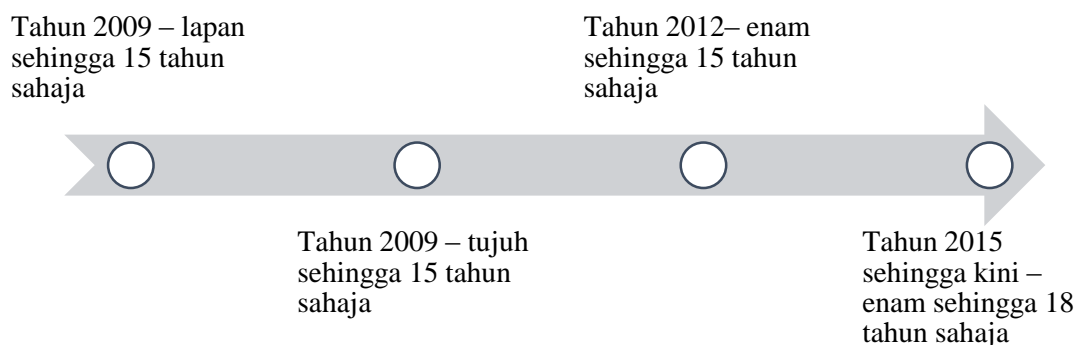 Tahun 2009 – lapan
sehingga 15 tahun
sahaja
Tahun 2009 – tujuh
sehingga 15 tahun
sahaja
Tahun 2012– enam
sehingga 15 tahun
sahaja
Tahun 2015
sehingga kini –
enam sehingga 18
tahun sahaja